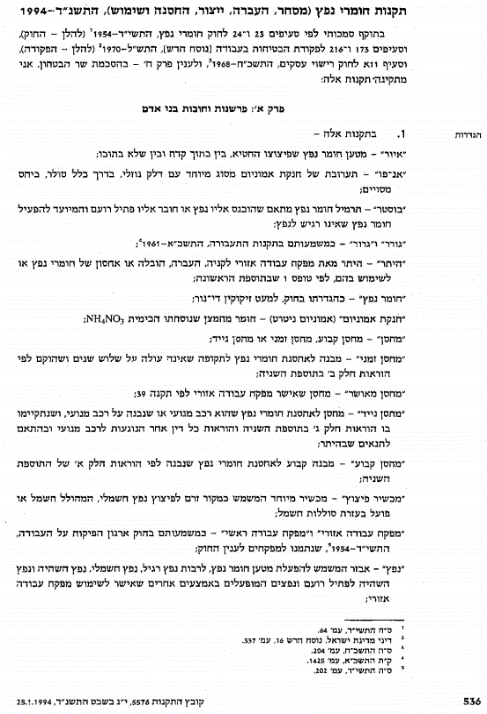 תקנות חומרי נפץ (מסחר, העברה, ייצור, החסנה ושימוש), התשנ"ד-1994
בתוקף סמכותי לפי סעיפים 23 ו־24 לחוק חומרי נפץ, התשי"ד-1954¹ (להלן - החוק),
וסעיפים 173 ו־216 לפקודת הבטיחות בעבודה [נוסח חדש], התש"ל-1970² (להלן - הפקודה),
וסעיף 11א לחוק רישוי עסקים, התשכ"ח-1968³, ולענין פרק ח' - בהסכמת שר הבטחון, אני
מתקינה תקנות אלה:
פרק א': פרשנות וחובות בני אדם
הגדרות
1. בתקנות אלה -
"איור" - מטען חומר נפץ שפיצוצו החטיא, בין בתוך קדח ובין שלא בתוכו;
"אנ־פו" - תערובת של חנקת אמוניום מסוג מיוחד עם דלק נוזלי, בדרך כלל סולר, ביחס
מסויים;
"בוסטר" - תרמיל חומר נפץ מתאם שהוכנס אליו נפץ או חובר אליו פתיל רועם והמיועד להפעיל
חומר נפץ שאינו רגיש לנפץ;
"גורר" ו"גרור" - כמשמעותם בתקנות התעבורה, התשכ"א-1961⁴;
"היתר" - היתר מאת מפקח עבודה אזורי לקניה, העברה, הובלה או אחסון של חומרי נפץ או
לשימוש בהם, לפי טופס 1 שבתוספת הראשונה;
"חומר נפץ" - כהגדרתו בחוק, למעט זיקוקין די־נור;
"חנקת אמוניום" (אמוניום ניטרט) - חומר מחמצן שנוסחתו הכימית NH₄NO₃;
"מחסן" - מחסן קבוע, מחסן זמני או מחסן נייד;
"מחסן זמני" - מבנה לאחסנת חומרי נפץ לתקופה שאינה עולה על שלוש שנים ושהוקם לפי
הוראות חלק ב' בתוספת השניה;
"מחסן מאושר" - מחסן שאישר מפקח עבודה אזורי לפי תקנה 39;
"מחסן נייד" - מחסן לאחסנת חומרי נפץ שהוא רכב מנועי או שנבנה על רכב מנועי, ושנתקיימו
בו הוראות חלק ג' בתוספת השניה והוראות כל דין אחר הנוגעות לרכב מנועי ובהתאם
לתנאים שבהיתר;
"מחסן קבוע" - מבנה קבוע לאחסנת חומרי נפץ שנבנה לפי הוראות חלק א' של התוספת
השניה;
"מכשיר פיצוץ" - מכשיר מיוחד המשמש כמקור זרם לפיצוץ נפץ חשמלי, המהולל חשמל או
פועל בעזרת סוללות חשמל;
"מפקח עבודה אזורי" ו"מפקח עבודה ראשי" - כמשמעותם בחוק ארגון הפיקוח על העבודה,
התשי"ד-1954⁵, שנתמנו למפקחים לענין החוק;
"נפץ" - אבזר המשמש להפעלת מטען חומר נפץ, לרבות נפץ רגיל, נפץ חשמלי, נפץ השהיה ונפץ
השהיה לפתיל רועם ונפצים המופעלים באמצעים אחרים שאישר לשימוש מפקח עבודה
אזורי;
¹ ס"ח התשי"ד, עמ' 64.
² דיני מדינת ישראל, נוסח חדש 16, עמ' 337.
³ ס"ח התשכ"ח, עמ' 204.
⁴ ק"ת התשכ"א, עמ' 1425.
⁵ ס"ח התשי"ד, עמ' 202.
536
קובץ התקנות 5576, י"ג בשבט התשנ"ד, 25.1.1994